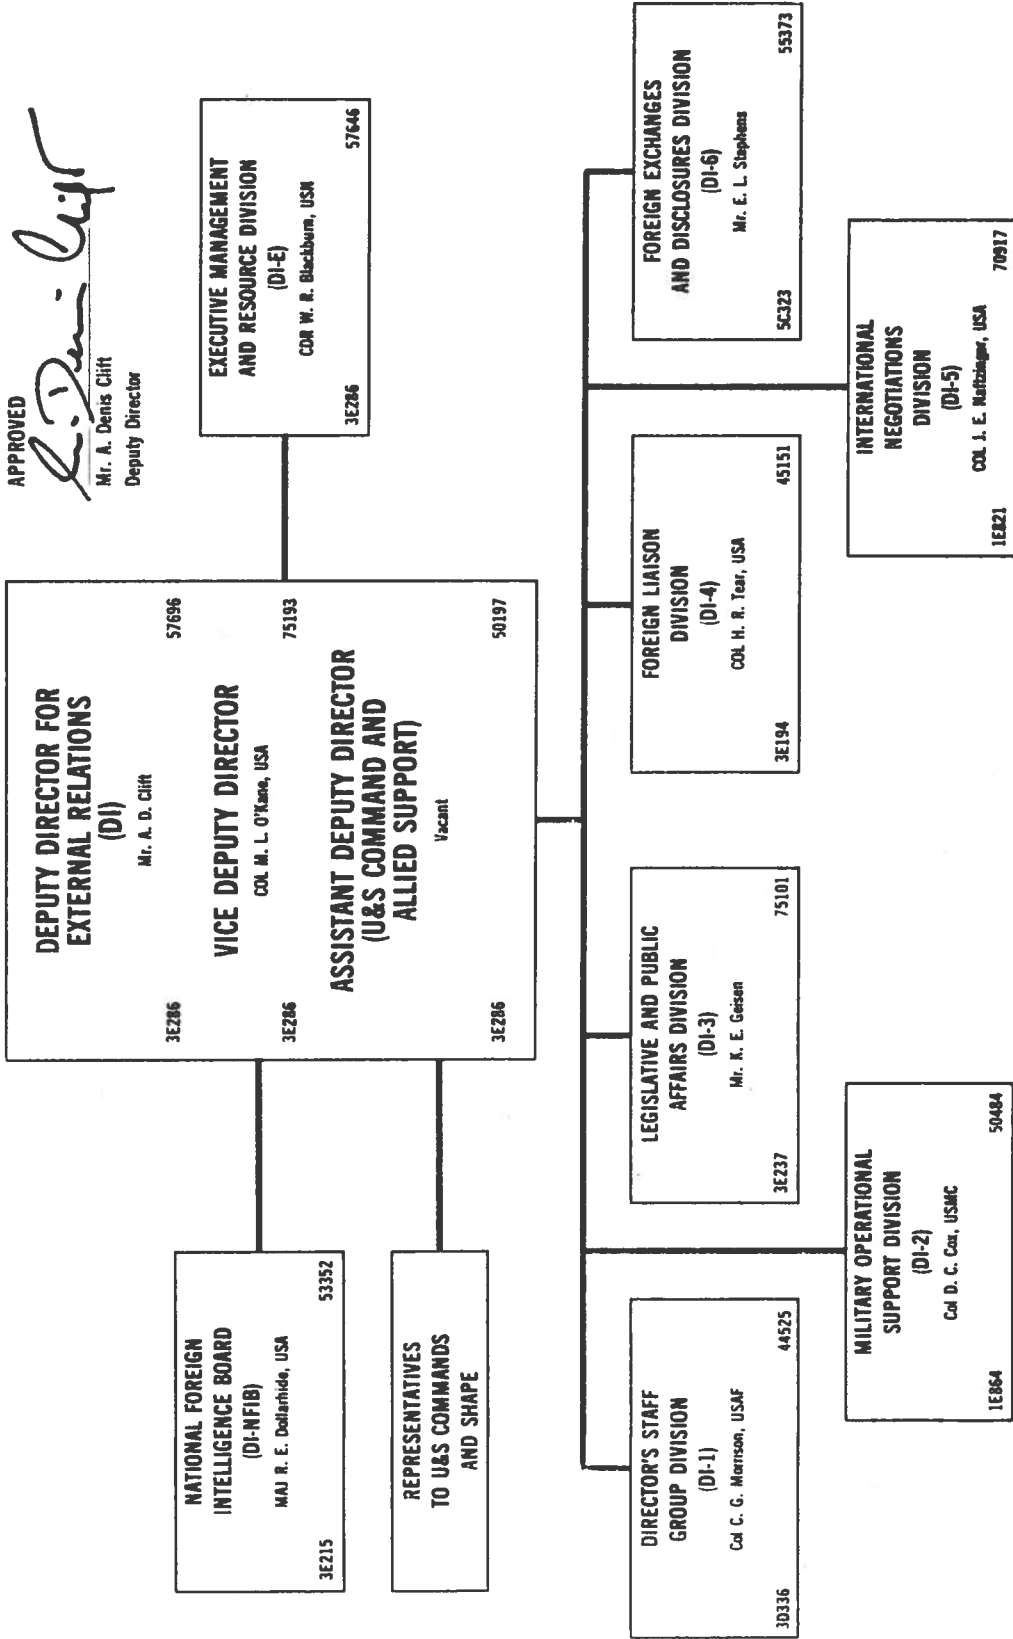 APPROVED
A. Denis Clift
Mr. A. Denis Clift
Deputy Director
DEPUTY DIRECTOR FOR
EXTERNAL RELATIONS
(DI)
Mr. A. D. Clift
3E286 57696
VICE DEPUTY DIRECTOR
COL M. L. O'Kane, USA
3E286 75193
ASSISTANT DEPUTY DIRECTOR
(U&S COMMAND AND
ALLIED SUPPORT)
Vacant
3E286 50197
NATIONAL FOREIGN
INTELLIGENCE BOARD
(DI-NFIB)
MAJ R. E. Dollarhide, USA
3E215 53352
REPRESENTATIVES
TO U&S COMMANDS
AND SHAPE
EXECUTIVE MANAGEMENT
AND RESOURCE DIVISION
(DI-E)
CDR W. R. Blackburn, USN
3E286 57646
DIRECTOR'S STAFF
GROUP DIVISION
(DI-1)
Col C. G. Morrison, USAF
3D336 44525
MILITARY OPERATIONAL
SUPPORT DIVISION
(DI-2)
Col D. C. Cox, USMC
1E864 50484
LEGISLATIVE AND PUBLIC
AFFAIRS DIVISION
(DI-3)
Mr. K. E. Geisen
3E237 75101
FOREIGN LIAISON
DIVISION
(DI-4)
COL H. R. Tear, USA
3E194 45151
INTERNATIONAL
NEGOTIATIONS
DIVISION
(DI-5)
COL J. E. Naftzinger, USA
1E821 70917
FOREIGN EXCHANGES
AND DISCLOSURES DIVISION
(DI-6)
Mr. E. L. Stephens
5C323 55373